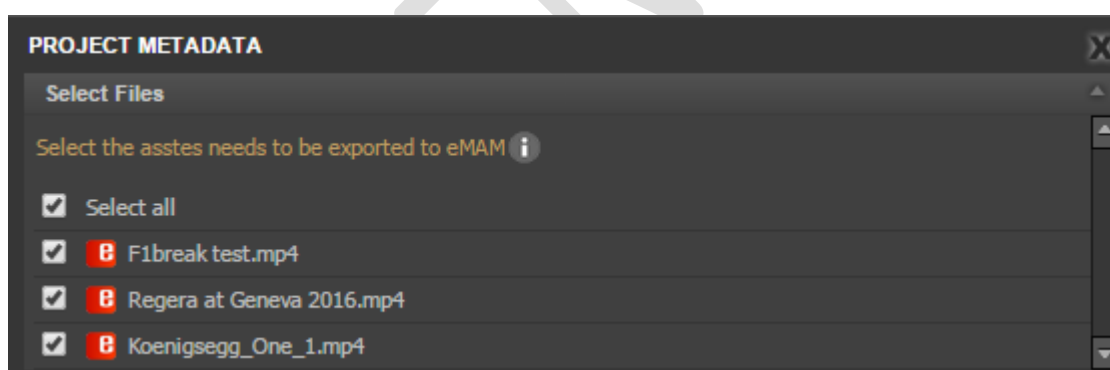 PROJECT METADATA X
Select Files
Select the asstes needs to be exported to eMAM i
Select all
e F1break test.mp4
e Regera at Geneva 2016.mp4
e Koenigsegg_One_1.mp4